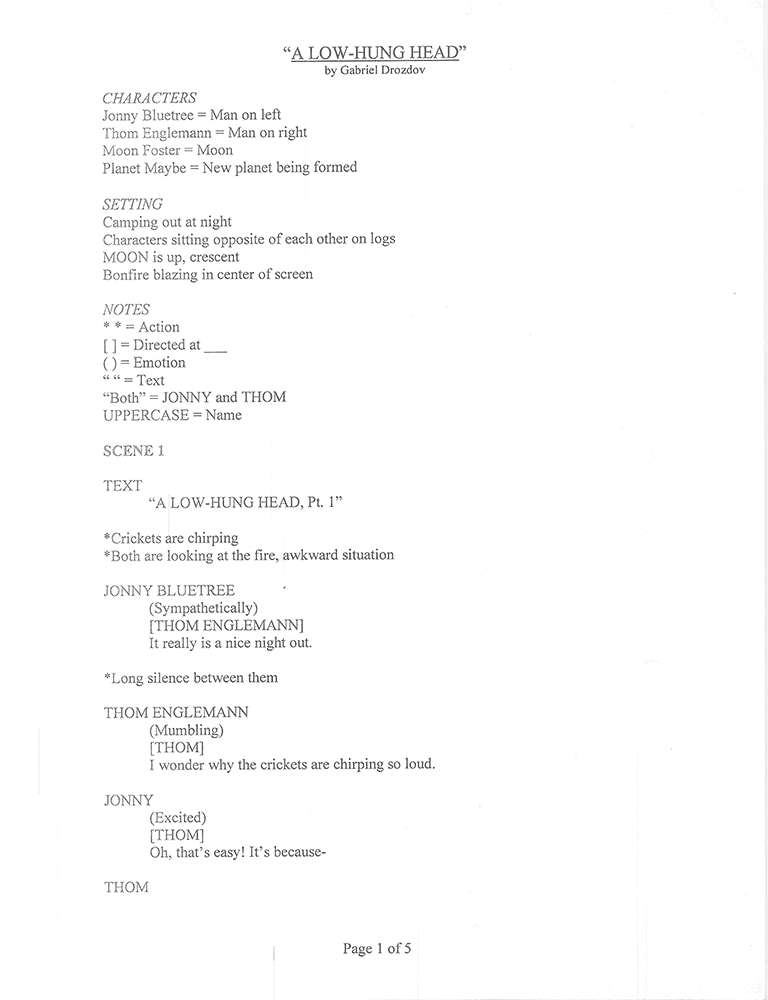 “A LOW-HUNG HEAD”
by Gabriel Drozdov
CHARACTERS
Jonny Bluetree = Man on left
Thom Englemann = Man on right
Moon Foster = Moon
Planet Maybe = New planet being formed
SETTING
Camping out at night
Characters sitting opposite of each other on logs
MOON is up, crescent
Bonfire blazing in center of screen
NOTES
* * = Action
[ ] = Directed at ___
( ) = Emotion
“ “ = Text
“Both” = JONNY and THOM
UPPERCASE = Name
SCENE 1
TEXT
“A LOW-HUNG HEAD, Pt. 1”
*Crickets are chirping
*Both are looking at the fire, awkward situation
JONNY BLUETREE
(Sympathetically)
[THOM ENGLEMANN]
It really is a nice night out.
*Long silence between them
THOM ENGLEMANN
(Mumbling)
[THOM]
I wonder why the crickets are chirping so loud.
JONNY
(Excited)
[THOM]
Oh, that’s easy! It’s because-
THOM
Page 1 of 5